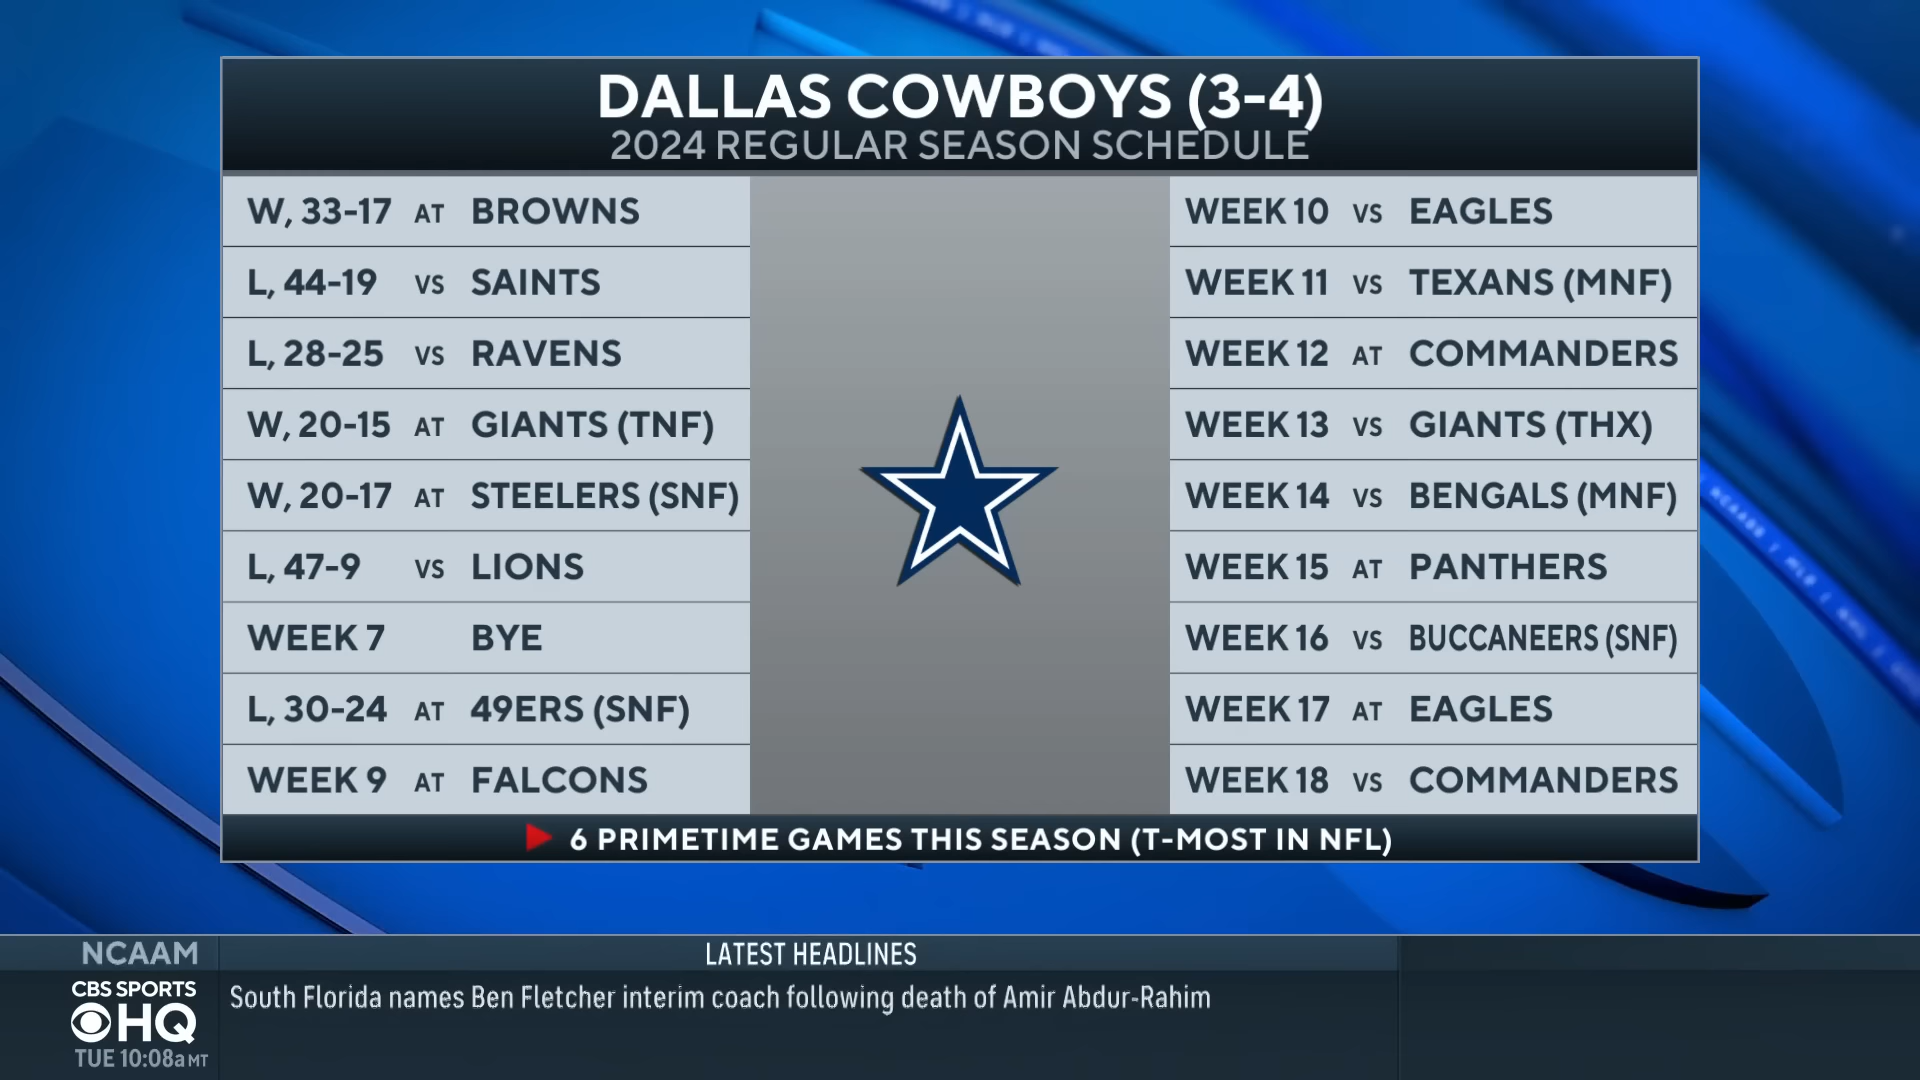 DALLAS COWBOYS (3-4)
2024 REGULAR SEASON SCHEDULE
W, 33-17 AT BROWNS
L, 44-19 VS SAINTS
L, 28-25 VS RAVENS
W, 20-15 AT GIANTS (TNF)
W, 20-17 AT STEELERS (SNF)
L, 47-9 VS LIONS
WEEK 7 BYE
L, 30-24 AT 49ERS (SNF)
WEEK 9 AT FALCONS
WEEK 10 VS EAGLES
WEEK 11 VS TEXANS (MNF)
WEEK 12 AT COMMANDERS
WEEK 13 VS GIANTS (THX)
WEEK 14 VS BENGALS (MNF)
WEEK 15 AT PANTHERS
WEEK 16 VS BUCCANEERS (SNF)
WEEK 17 AT EAGLES
WEEK 18 VS COMMANDERS
6 PRIMETIME GAMES THIS SEASON (T-MOST IN NFL)
NCAAM
LATEST HEADLINES
South Florida names Ben Fletcher interim coach following death of Amir Abdur-Rahim
CBS SPORTS
HQ
TUE 10:08a MT